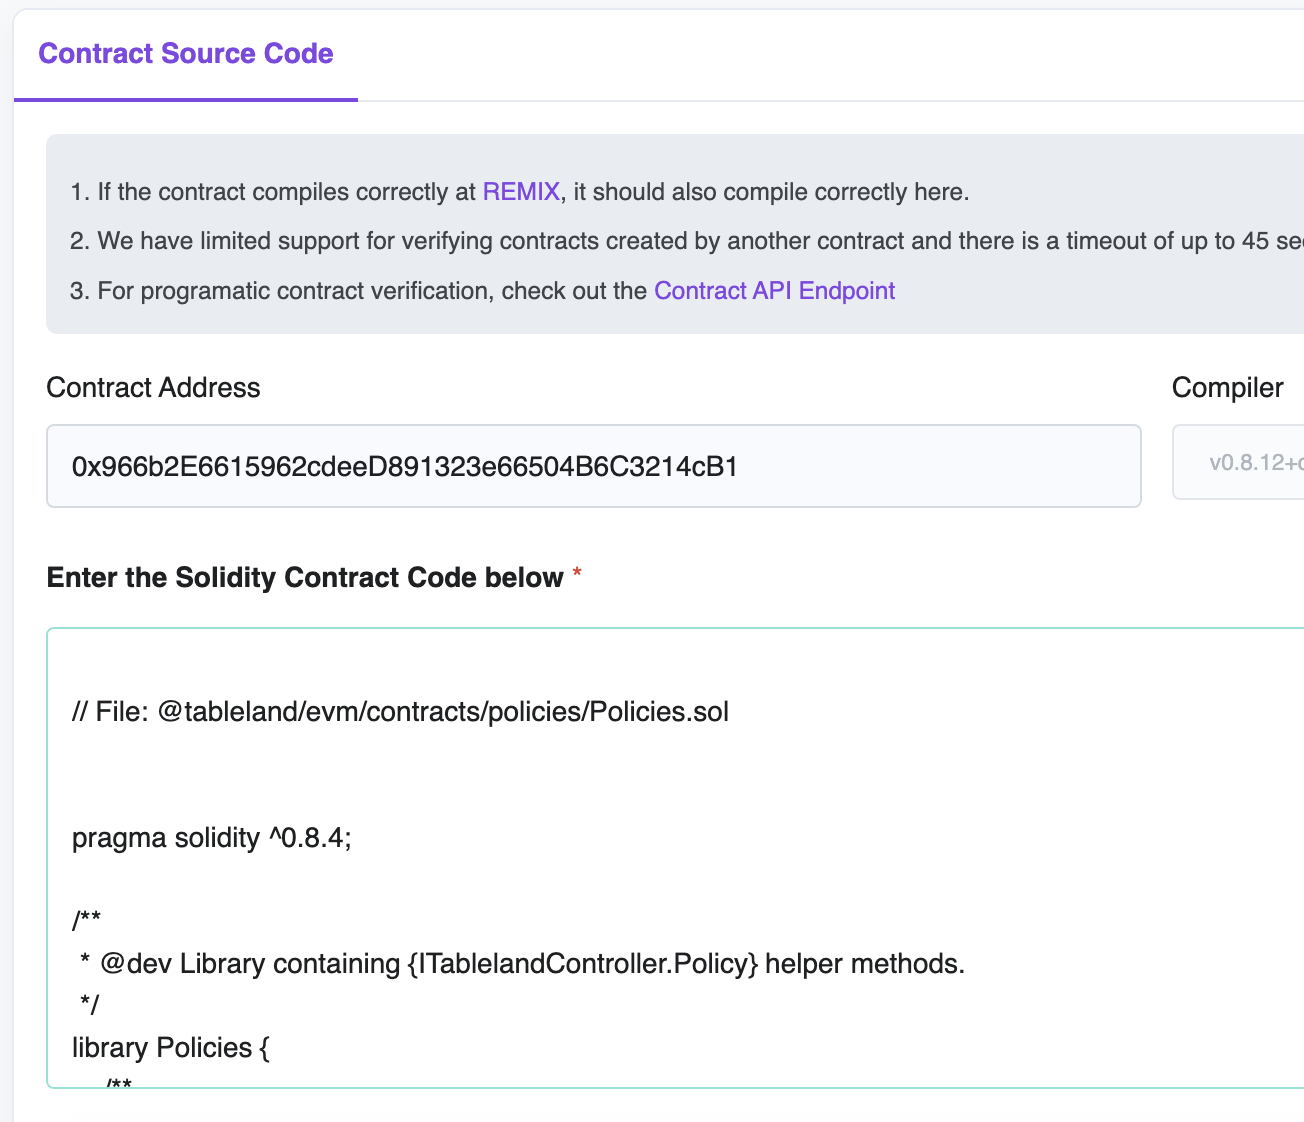 Contract Source Code
1. If the contract compiles correctly at REMIX, it should also compile correctly here.
2. We have limited support for verifying contracts created by another contract and there is a timeout of up to 45
3. For programatic contract verification, check out the Contract API Endpoint
Contract Address
Compiler
0x966b2E6615962cdeeD891323e66504B6C3214cB1
v0.8.12+
Enter the Solidity Contract Code below *
// File: @tableland/evm/contracts/policies/Policies.sol
pragma solidity ^0.8.4;
/**
* @dev Library containing {ITablelandController.Policy} helper methods.
*/
library Policies {
/**